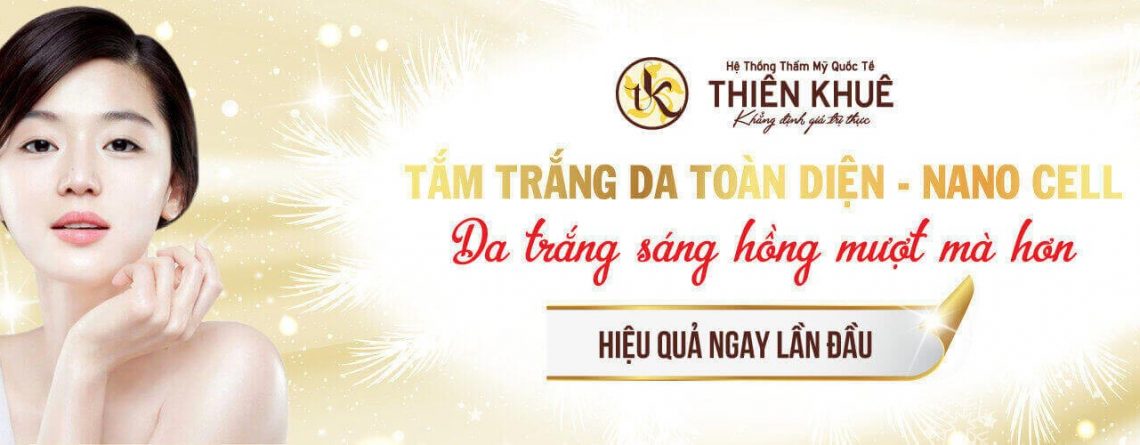 Hệ Thống Thẩm Mỹ Quốc Tế
tk THIÊN KHUÊ
Khẳng định giá trị thực
TẮM TRẮNG DA TOÀN DIỆN - NANO CELL
Da trắng sáng hồng mượt mà hơn
HIỆU QUẢ NGAY LẦN ĐẦU